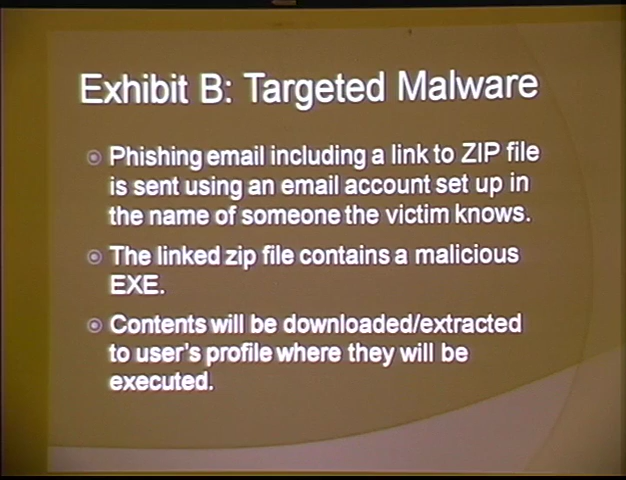 Exhibit B: Targeted Malware
Phishing email including a link to ZIP file
is sent using an email account set up in
the name of someone the victim knows.
The linked zip file contains a malicious
EXE.
Contents will be downloaded/extracted
to user's profile where they will be
executed.